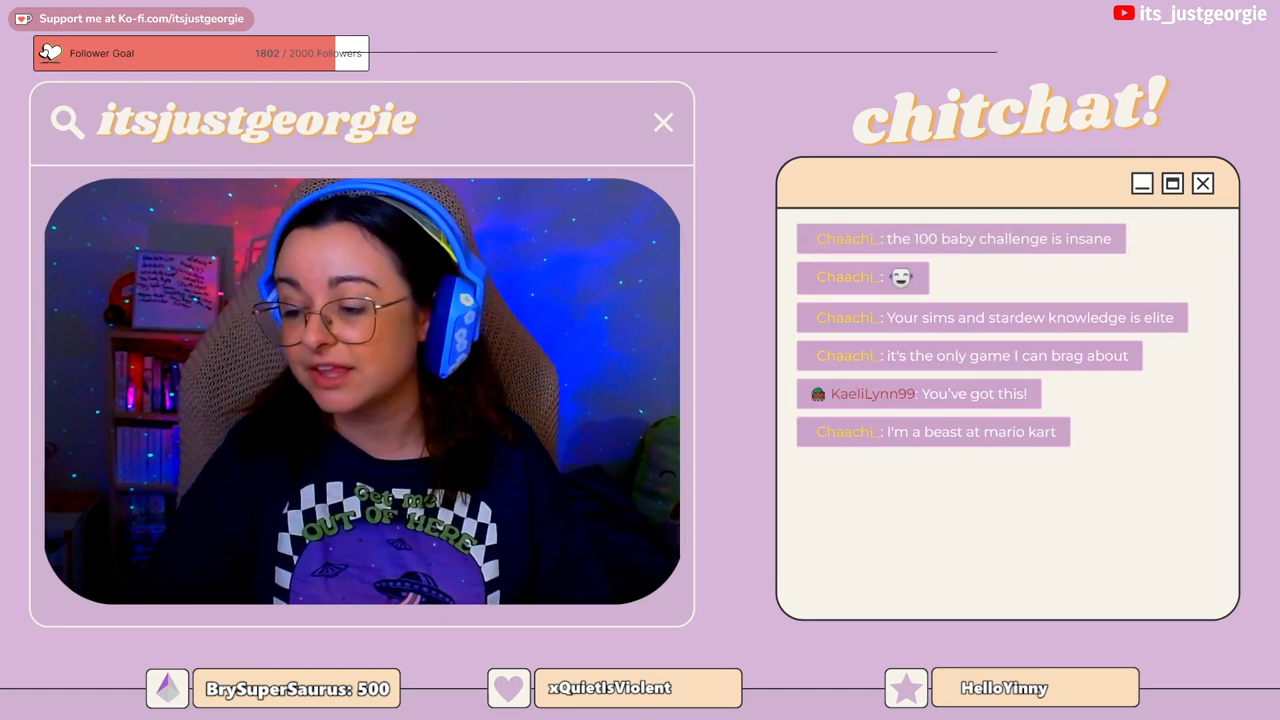 Support me at Ko-fi.com/itsjustgeorgie
its_justgeorgie
Follower Goal
1802 / 2000 Followers
itsjustgeorgie
chitchat!
Chaachi_: the 100 baby challenge is insane
Chaachi_:
Chaachi_: Your sims and stardew knowledge is elite
Chaachi_: it's the only game I can brag about
KaeliLynn99: You've got this!
Chaachi_: I'm a beast at mario kart
Get me
OUT OF HERE
BrySuperSaurus: 500
xQuietIsViolent
HelloVinny